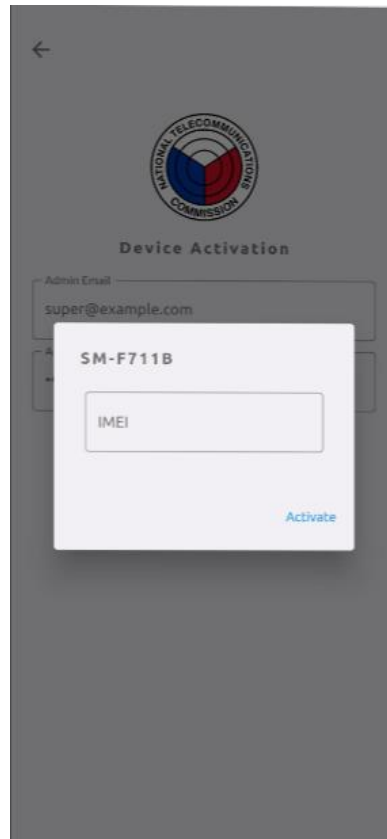 NATIONAL TELECOMMUNICATIONS
COMMISSION
Device Activation
Admin Email
super@example.com
A
SM-F711B
IMEI
Activate